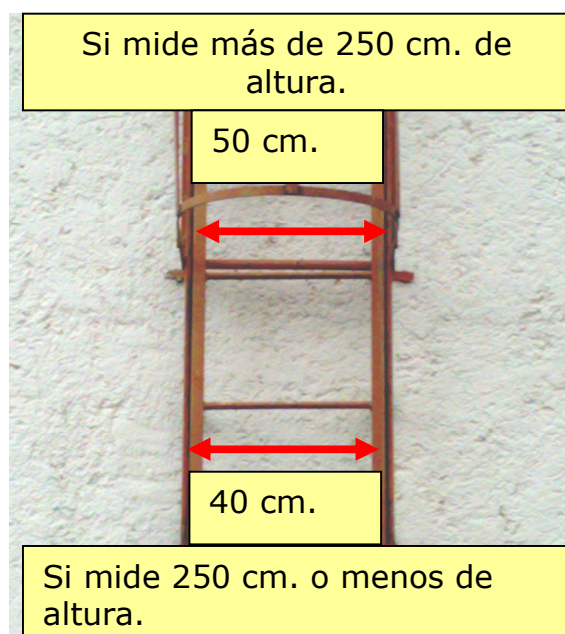 Si mide más de 250 cm. de
altura.
50 cm.
40 cm.
Si mide 250 cm. o menos de
altura.